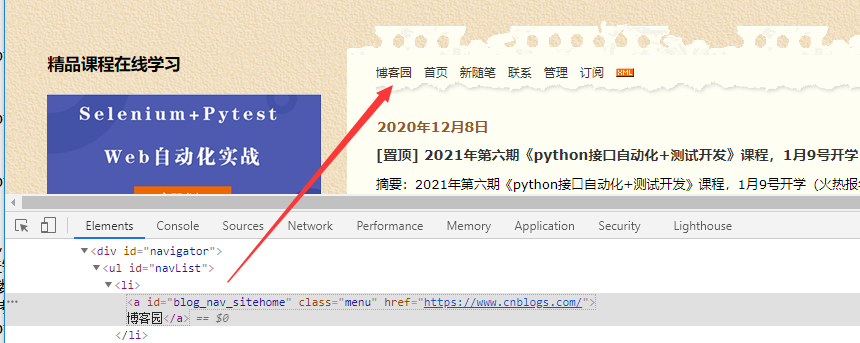 精品课程在线学习
Selenium+Pytest
Web自动化实战
博客园 首页 新随笔 联系 管理 订阅 XML
2020年12月8日
[置顶] 2021年第六期《python接口自动化+测试开发》课程，1月9号开学
摘要：2021年第六期《python接口自动化+测试开发》课程，1月9号开学（火热报
Elements Console Sources Network Performance Memory Application Security Lighthouse
<div id="navigator">
<ul id="navList">
<li>
<a id="blog_nav_sitehome" class="menu" href="https://www.cnblogs.com/">
博客园</a> == $0
</li>